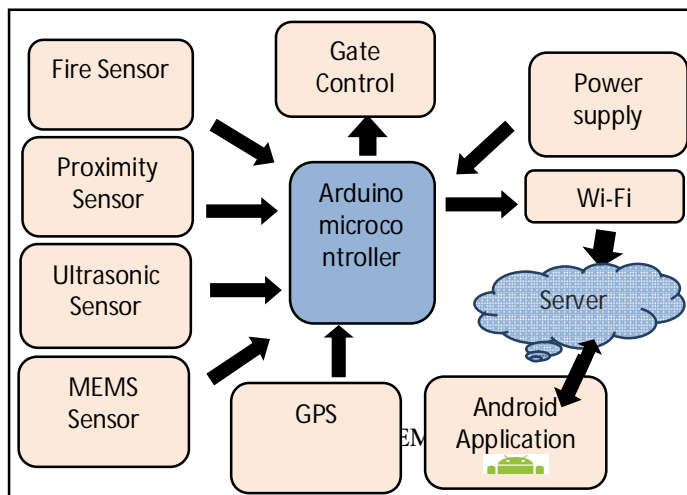 Fire Sensor
Proximity
Sensor
Ultrasonic
Sensor
MEMS
Sensor
Gate
Control
Arduino
microco
ntroller
GPS
Power
supply
Wi-Fi
Server
Android
Application